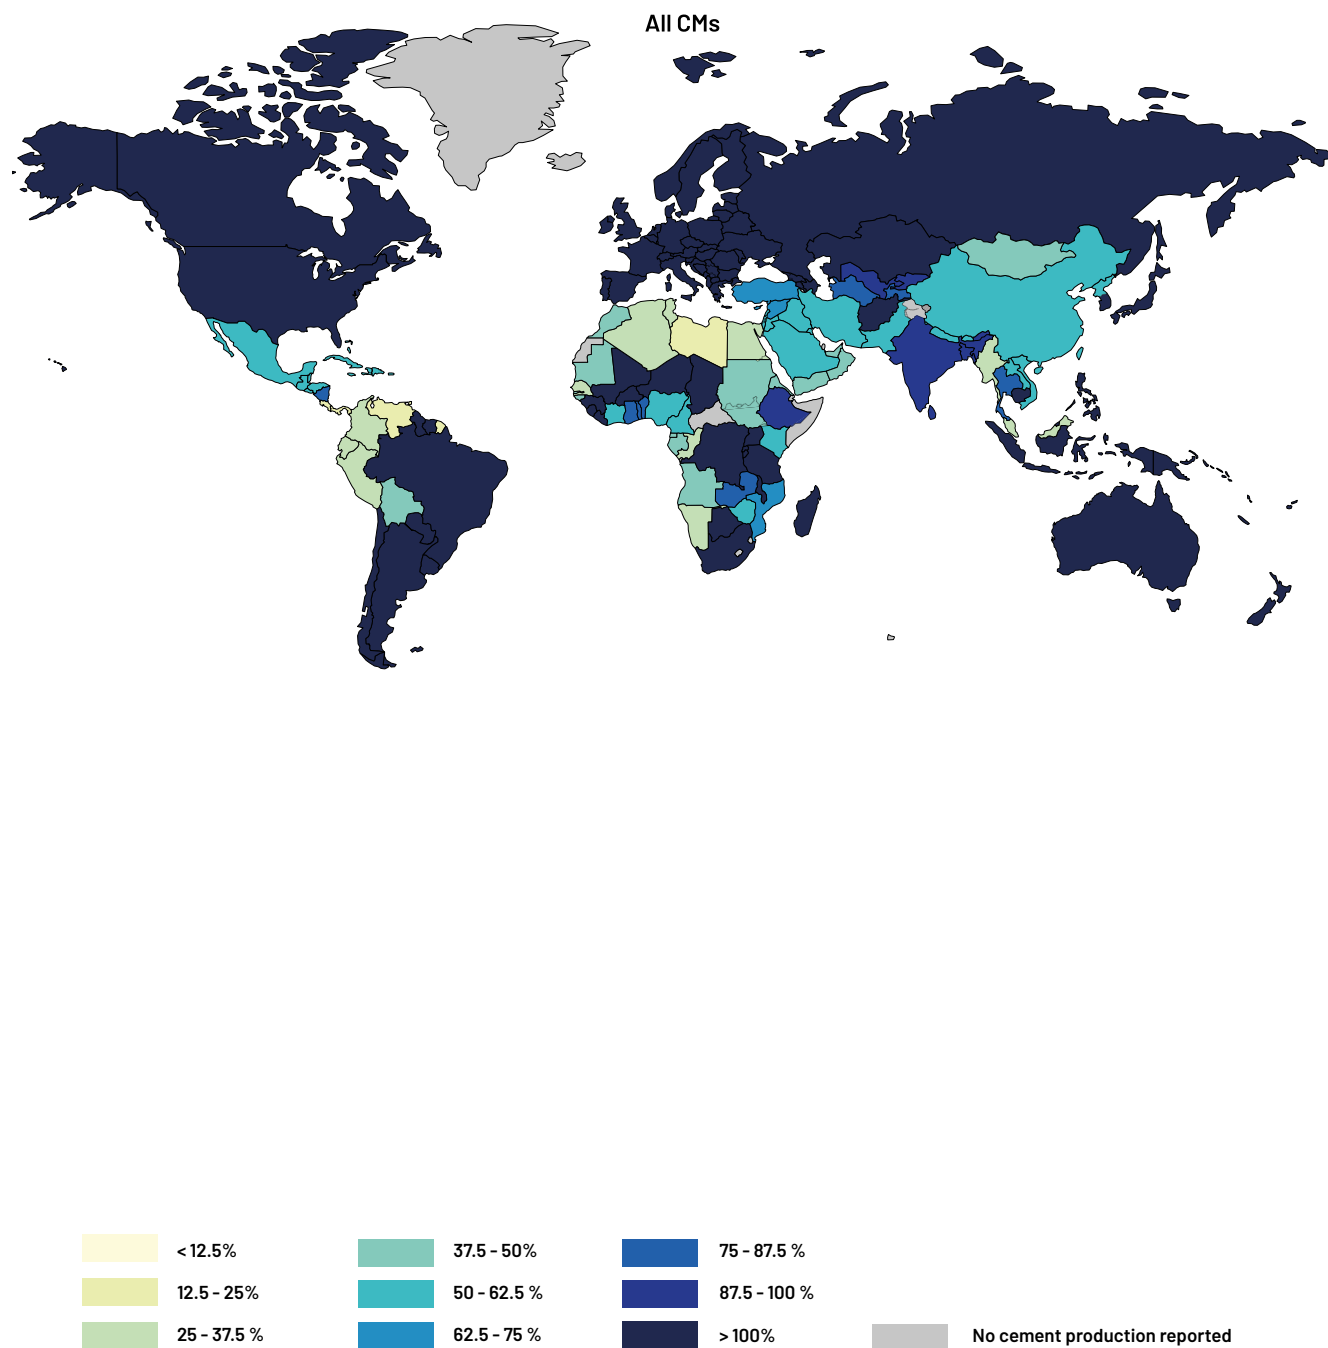 All CMs
< 12.5%
12.5 - 25%
25 - 37.5 %
37.5 - 50%
50 - 62.5 %
62.5 - 75 %
75 - 87.5 %
87.5 - 100 %
> 100%
No cement production reported